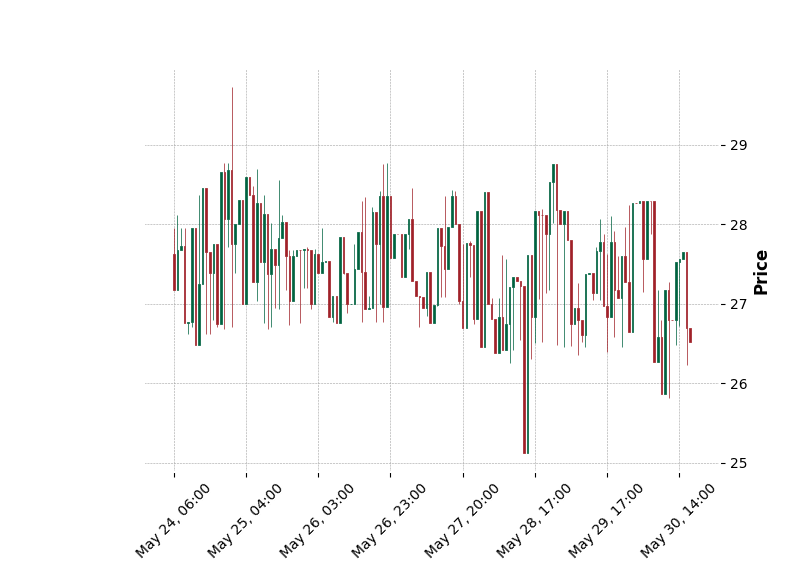 29
28
27
26
25
Price
May 24, 06:00
May 25, 04:00
May 26, 03:00
May 26, 23:00
May 27, 20:00
May 28, 17:00
May 29, 17:00
May 30, 14:00